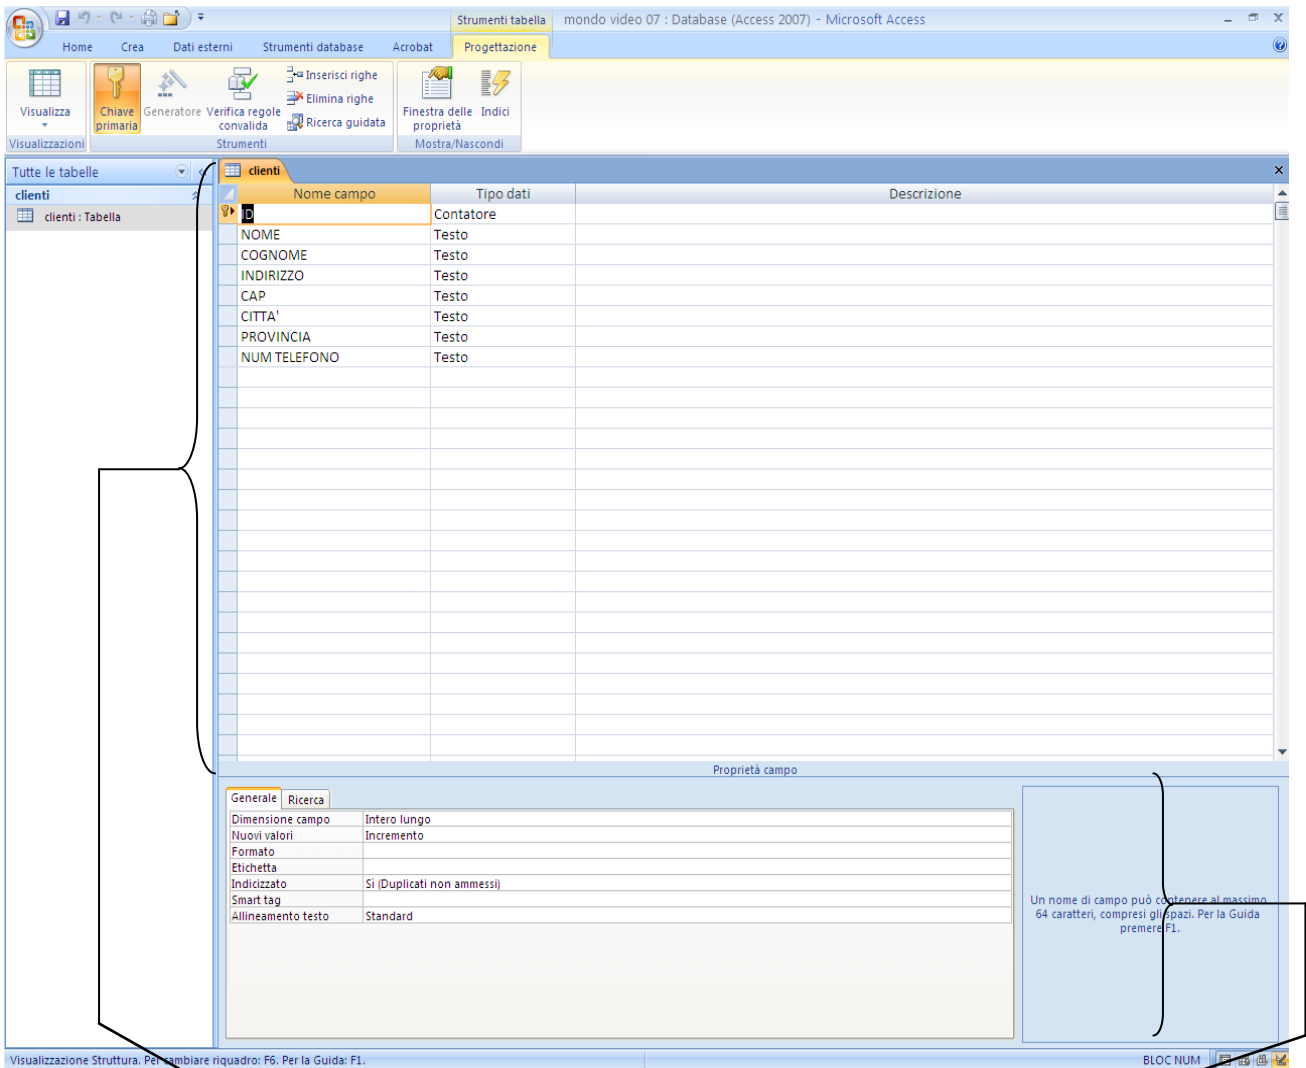 Strumenti tabella mondo video 07 : Database (Access 2007) - Microsoft Access
Home Crea Dati esterni Strumenti database Acrobat Progettazione
Visualizza
Chiave primaria
Generatore
Verifica regole convalida
Inserisci righe
Elimina righe
Ricerca guidata
Finestra delle proprietà
Indici
Visualizzazioni Strumenti Mostra/Nascondi
Tutte le tabelle
clienti
clienti : Tabella
clienti
Nome campo Tipo dati Descrizione
ID Contatore
NOME Testo
COGNOME Testo
INDIRIZZO Testo
CAP Testo
CITTA' Testo
PROVINCIA Testo
NUM TELEFONO Testo
Proprietà campo
Generale Ricerca
Dimensione campo Intero lungo
Nuovi valori Incremento
Formato
Etichetta
Indicizzato Sì (Duplicati non ammessi)
Smart tag
Allineamento testo Standard
Un nome di campo può contenere al massimo
64 caratteri, compresi gli spazi. Per la Guida
premere F1.
Visualizzazione Struttura. Per cambiare riquadro: F6. Per la Guida: F1. BLOC NUM